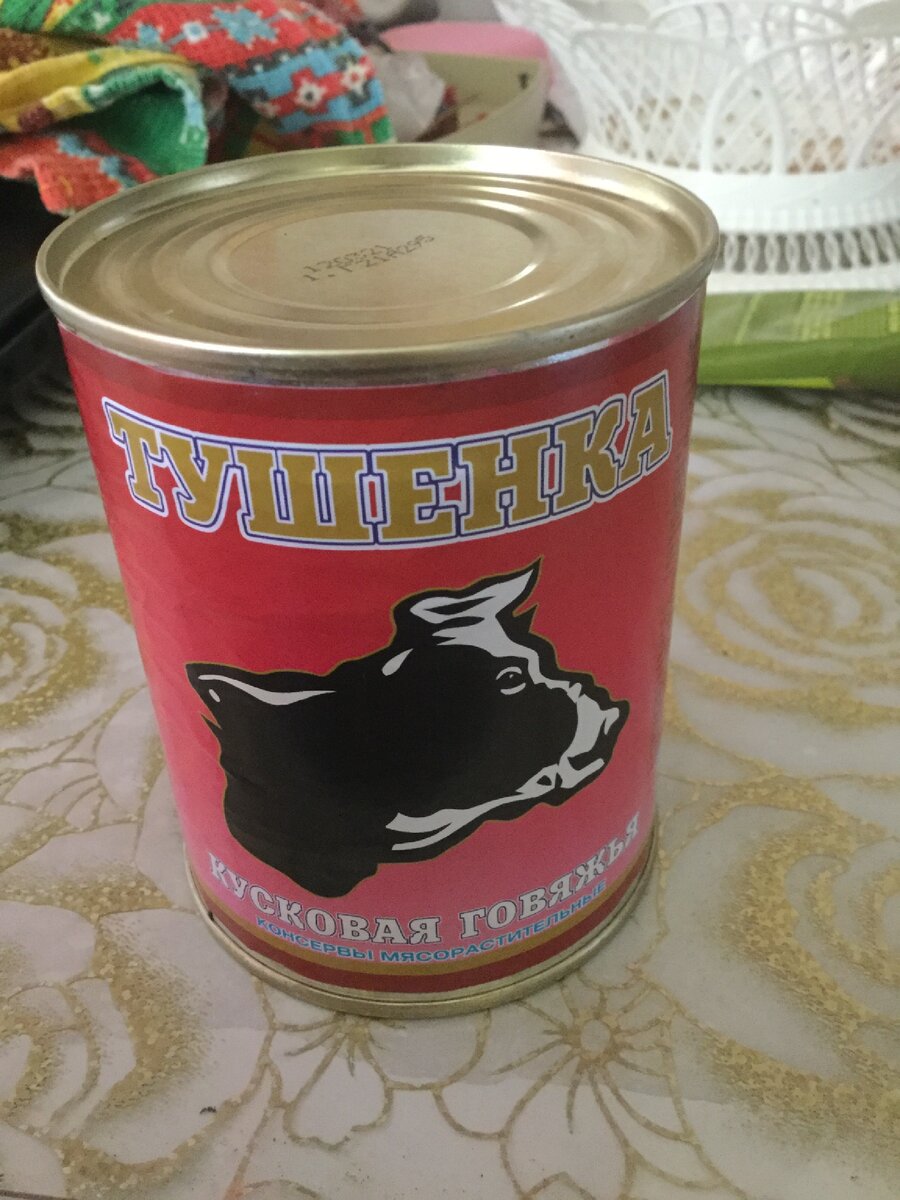 ТУШЕНКА
КУСКОВАЯ ГОВЯЖЬЯ
КОНСЕРВЫ МЯСОРАСТИТЕЛЬНЫЕ